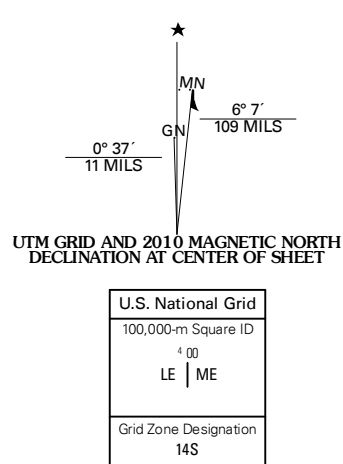 ★
MN
6° 7´
109 MILS
GN
0° 37´
11 MILS
UTM GRID AND 2010 MAGNETIC NORTH
DECLINATION AT CENTER OF SHEET
U.S. National Grid
100,000-m Square ID
⁴ 00
LE | ME
Grid Zone Designation
14S